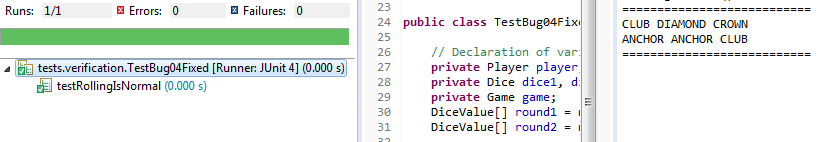 Runs: 1/1 Errors: 0 Failures: 0
tests.verification.TestBug04Fixed [Runner: JUnit 4] (0.000 s)
testRollingIsNormal (0.000 s)
23
24 public class TestBug04Fixe
25
26 // Declaration of vari
27 private Player player
28 private Dice dice1, di
29 private Game game;
30 DiceValue[] round1 =
31 DiceValue[] round2 =
===========================
CLUB DIAMOND CROWN
ANCHOR ANCHOR CLUB
===========================